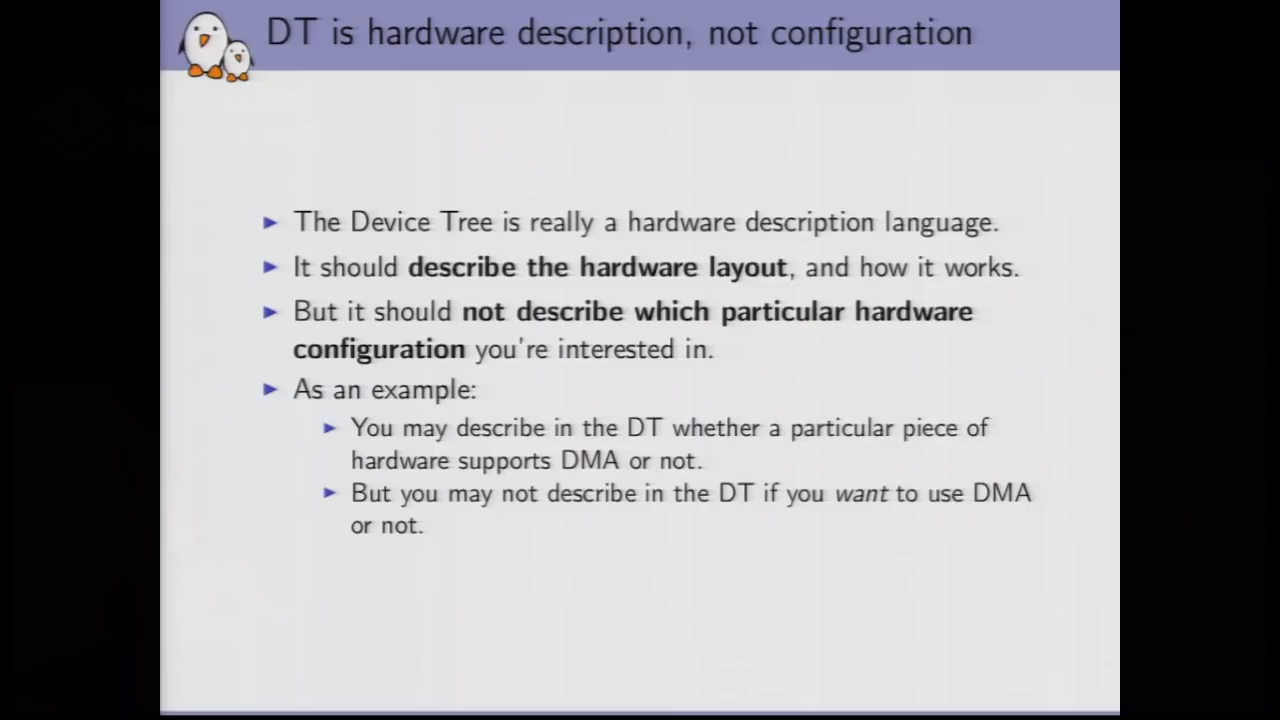 DT is hardware description, not configuration
▶ The Device Tree is really a hardware description language.
▶ It should describe the hardware layout, and how it works.
▶ But it should not describe which particular hardware
configuration you're interested in.
▶ As an example:
▶ You may describe in the DT whether a particular piece of
hardware supports DMA or not.
▶ But you may not describe in the DT if you want to use DMA
or not.